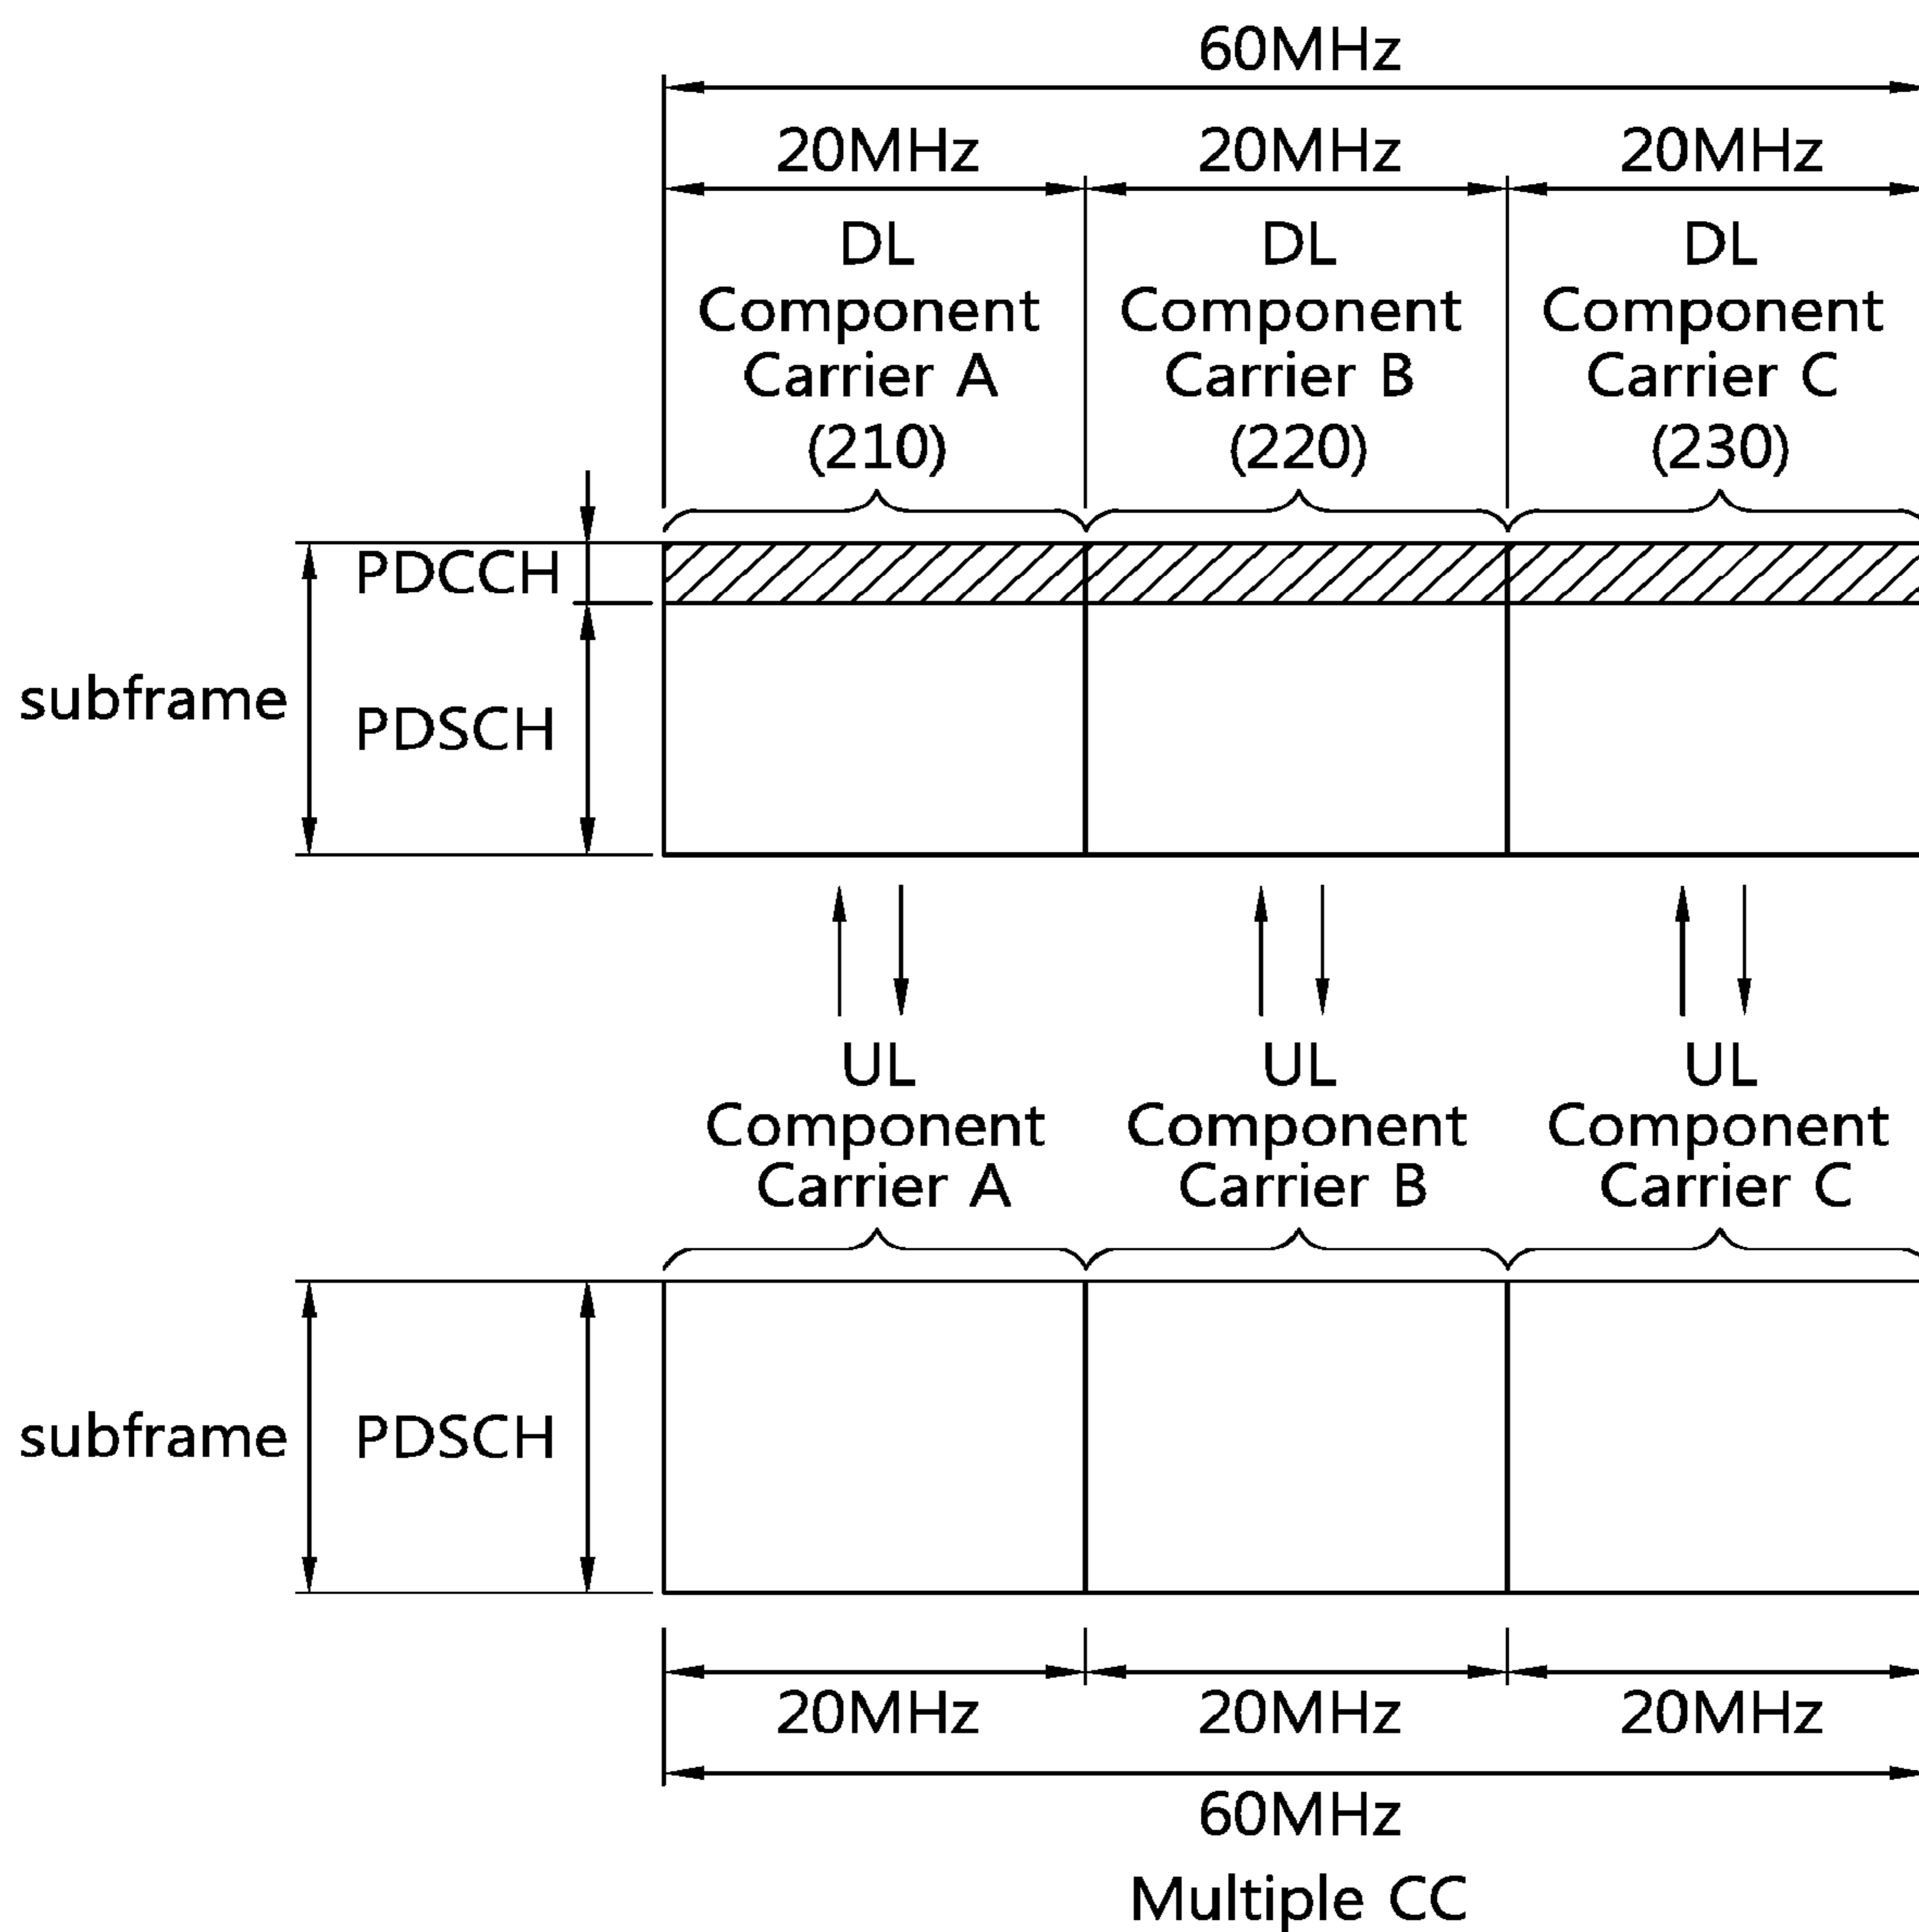 60MHz
20MHz 20MHz 20MHz
DL DL DL
Component Component Component
Carrier A Carrier B Carrier C
(210) (220) (230)
PDCCH
subframe
PDSCH
UL UL UL
Component Component Component
Carrier A Carrier B Carrier C
subframe PDSCH
20MHz 20MHz 20MHz
60MHz
Multiple CC